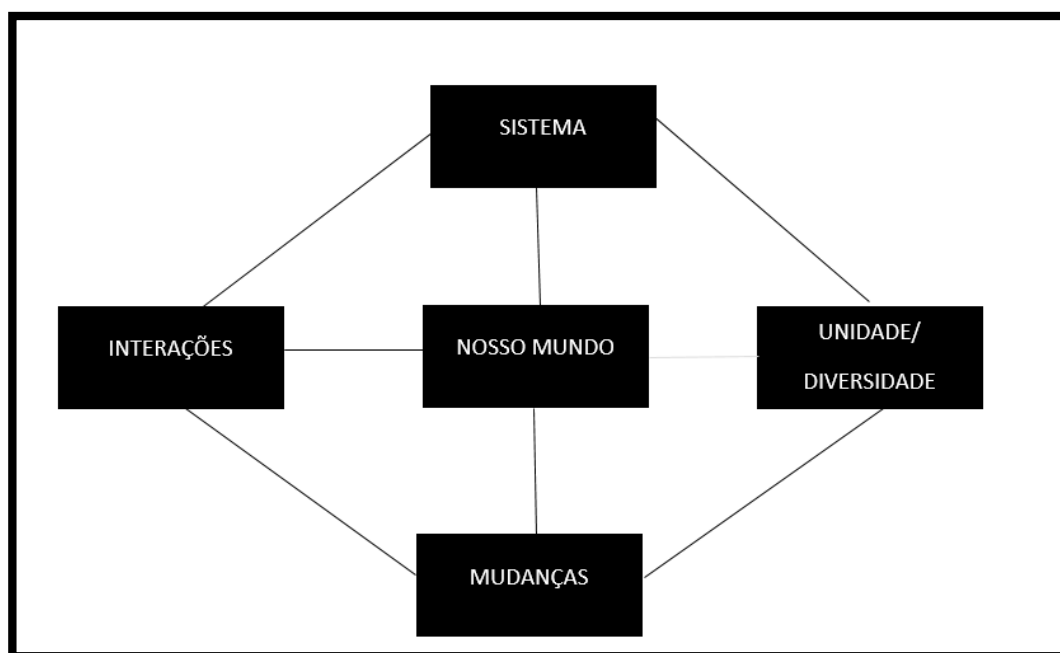 SISTEMA
INTERAÇÕES
NOSSO MUNDO
UNIDADE/
DIVERSIDADE
MUDANÇAS